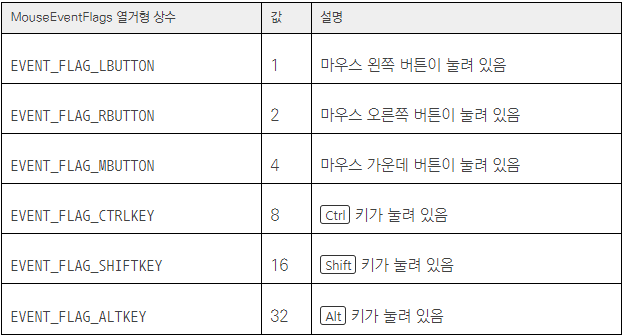 MouseEventFlags 열거형 상수 값 설명
EVENT_FLAG_LBUTTON 1 마우스 왼쪽 버튼이 눌려 있음
EVENT_FLAG_RBUTTON 2 마우스 오른쪽 버튼이 눌려 있음
EVENT_FLAG_MBUTTON 4 마우스 가운데 버튼이 눌려 있음
EVENT_FLAG_CTRLKEY 8 Ctrl 키가 눌려 있음
EVENT_FLAG_SHIFTKEY 16 Shift 키가 눌려 있음
EVENT_FLAG_ALTKEY 32 Alt 키가 눌려 있음